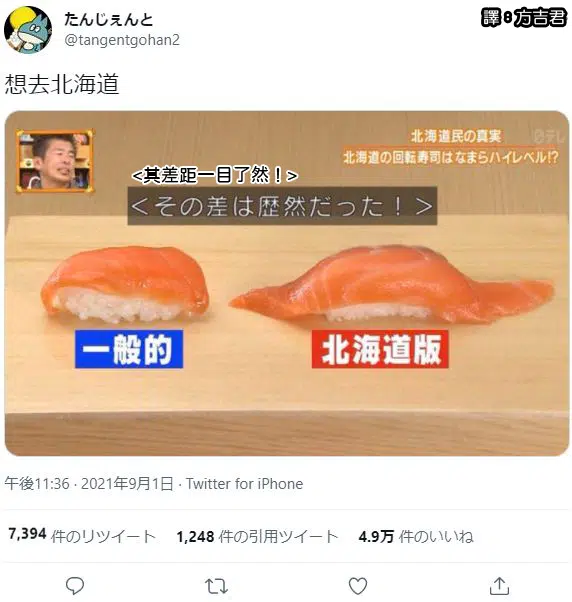 たんじぇんと
@tangentgohan2
譯8方吉君
想去北海道
北海道民の真実
日テレ
北海道の回転寿司はなまらハイレベル!?
<其差距一目了然！>
<その差は歴然だった！>
一般的
北海道版
午後11:36 · 2021年9月1日 · Twitter for iPhone
7,394 件のリツイート 1,248 件の引用ツイート 4.9万 件のいいね